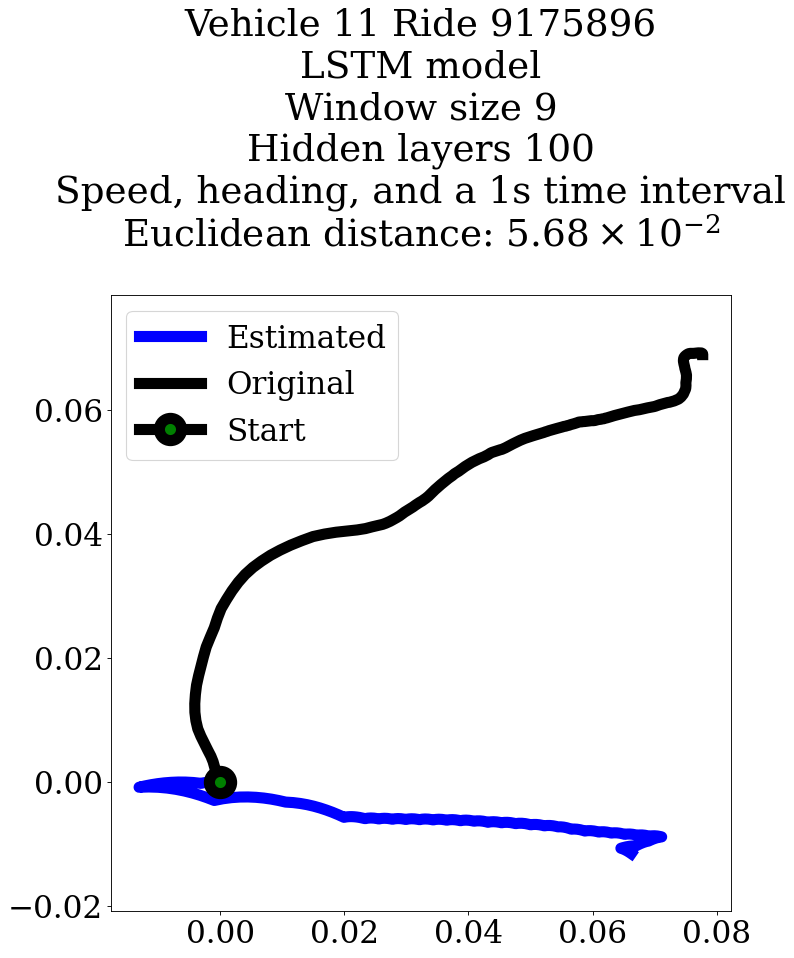 Vehicle 11 Ride 9175896
LSTM model
Window size 9
Hidden layers 100
Speed, heading, and a 1s time interval
Euclidean distance: 5.68 × 10⁻²
Estimated
Original
Start
0.06
0.04
0.02
0.00
−0.02
0.00 0.02 0.04 0.06 0.08